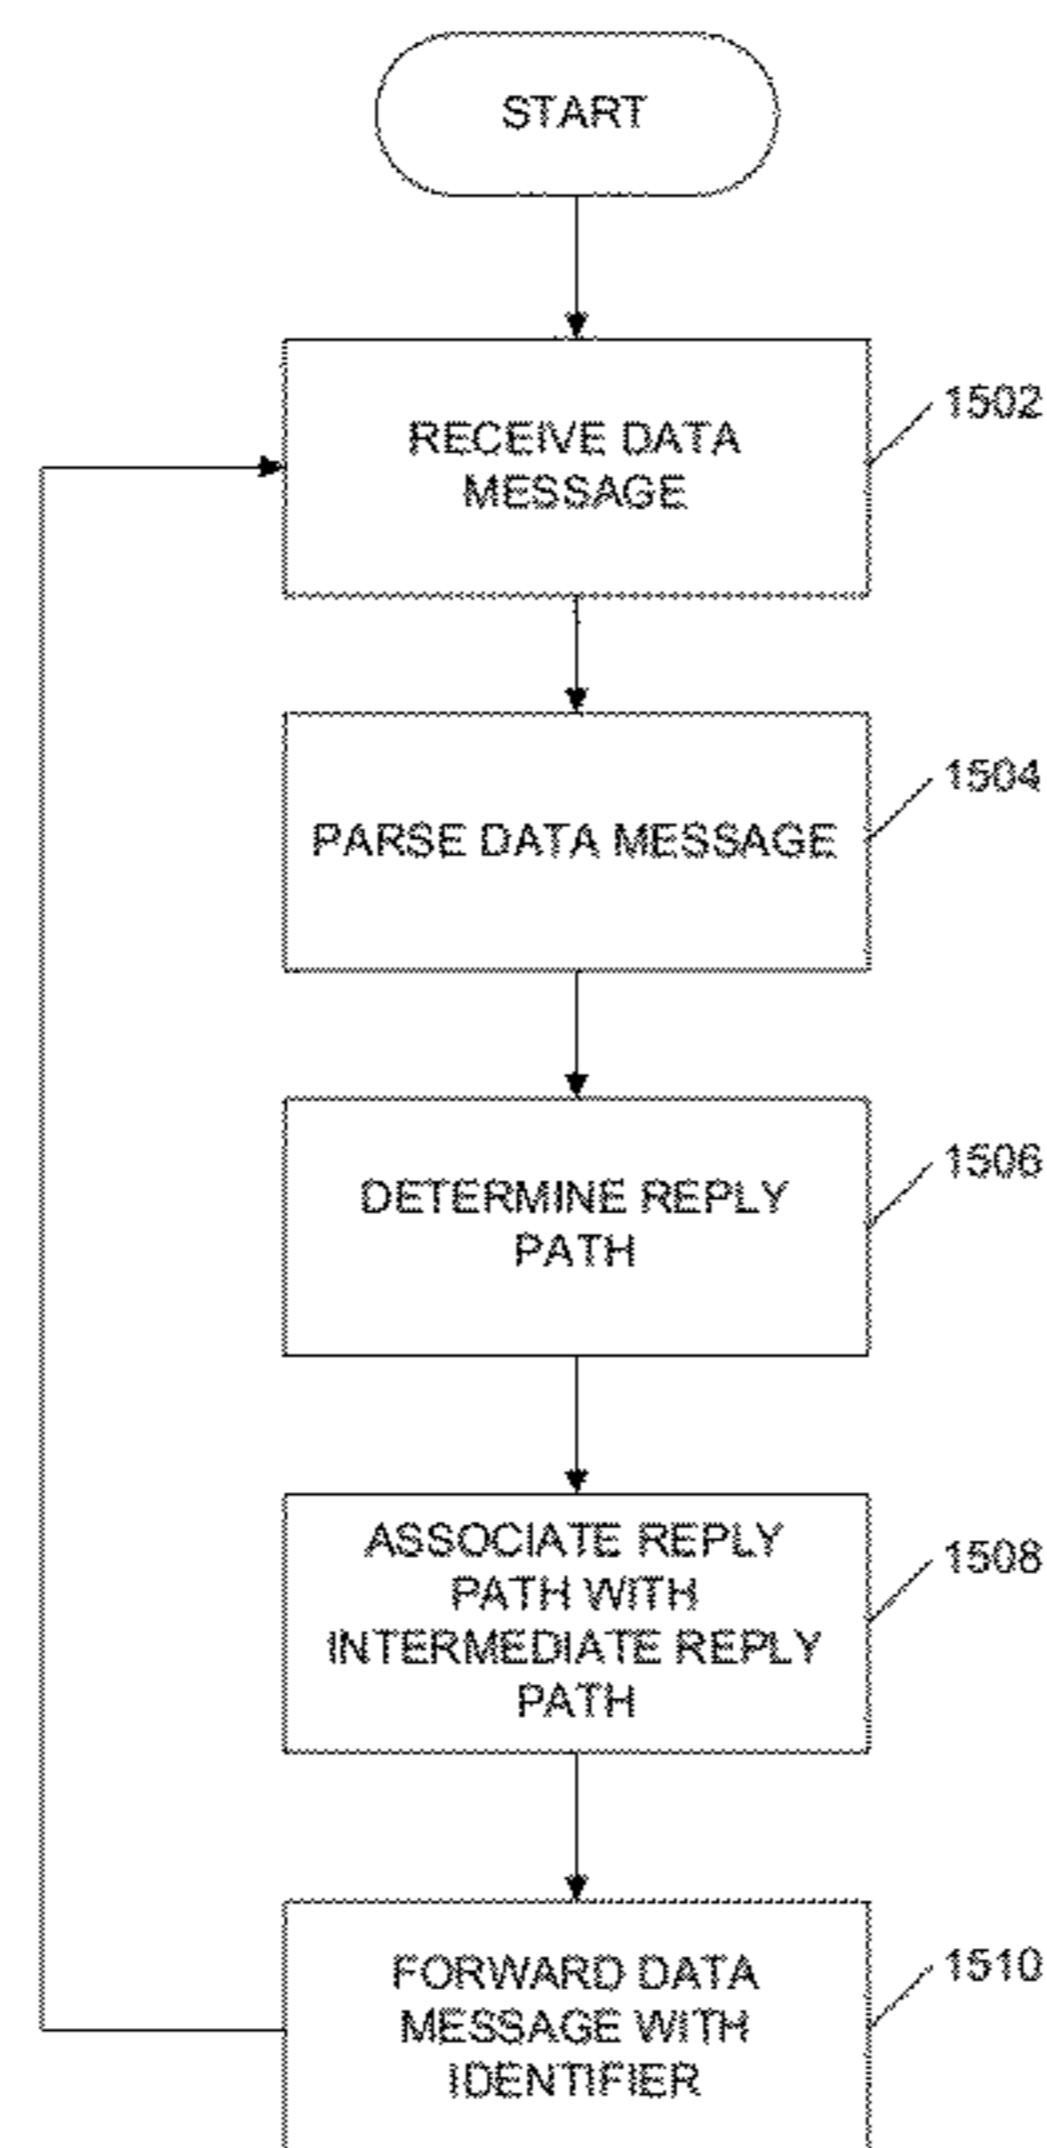 START
RECEIVE DATA
MESSAGE
1502
PARSE DATA MESSAGE
1504
DETERMINE REPLY
PATH
1506
ASSOCIATE REPLY
PATH WITH
INTERMEDIATE REPLY
PATH
1508
FORWARD DATA
MESSAGE WITH
IDENTIFIER
1510